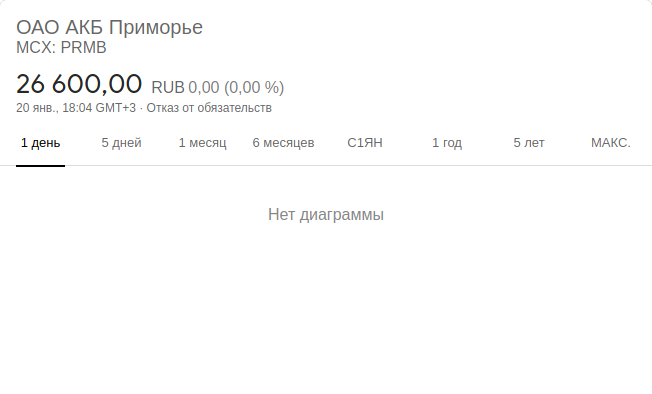 ОАО АКБ Приморье
MCX: PRMB
26 600,00 RUB 0,00 (0,00 %)
20 янв., 18:04 GMT+3 · Отказ от обязательств
1 день 5 дней 1 месяц 6 месяцев С1ЯН 1 год 5 лет МАКС.
Нет диаграммы